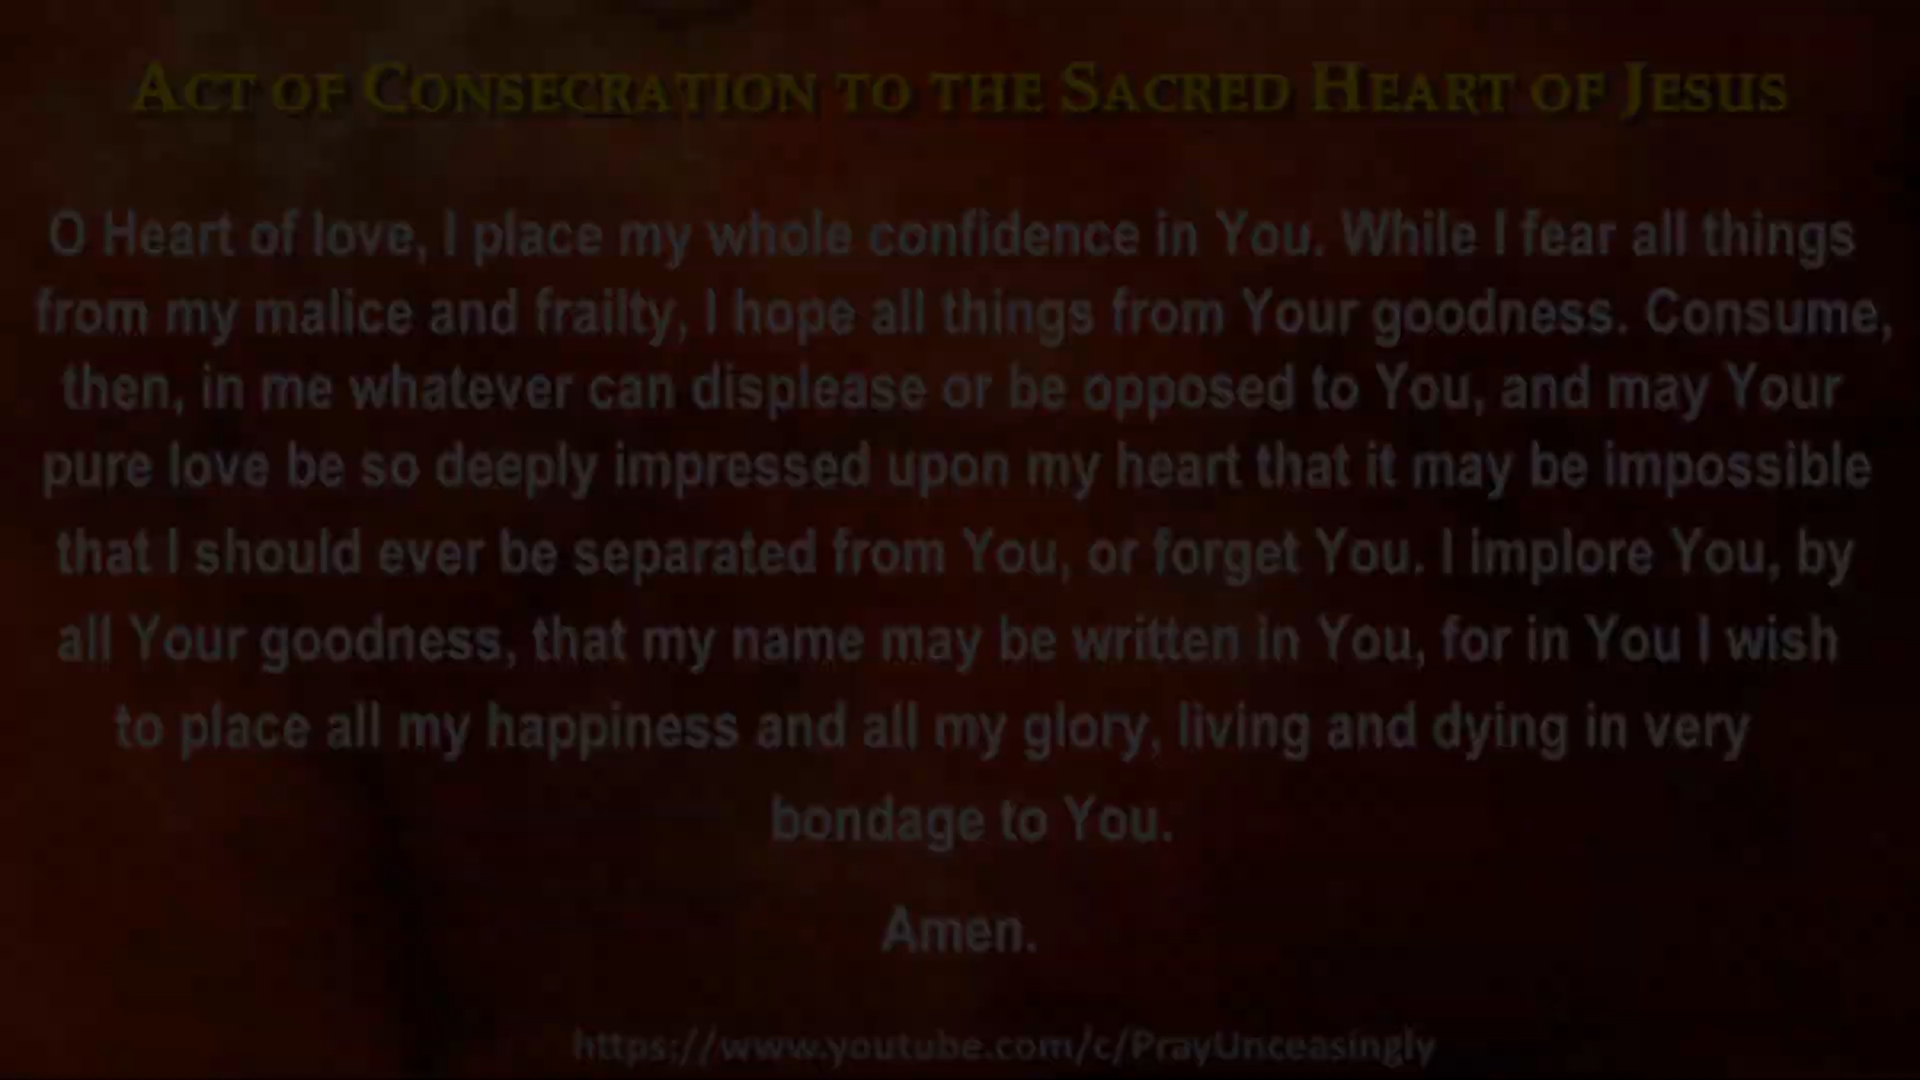 ACT OF CONSECRATION TO THE SACRED HEART OF JESUS
O Heart of love, I place my whole confidence in You. While I fear all things
from my malice and frailty, I hope all things from Your goodness. Consume,
then, in me whatever can displease or be opposed to You, and may Your
pure love be so deeply impressed upon my heart that it may be impossible
that I should ever be separated from You, or forget You. I implore You, by
all Your goodness, that my name may be written in You, for in You I wish
to place all my happiness and all my glory, living and dying in very
bondage to You.
Amen.
https://www.youtube.com/c/PrayUnceasingly